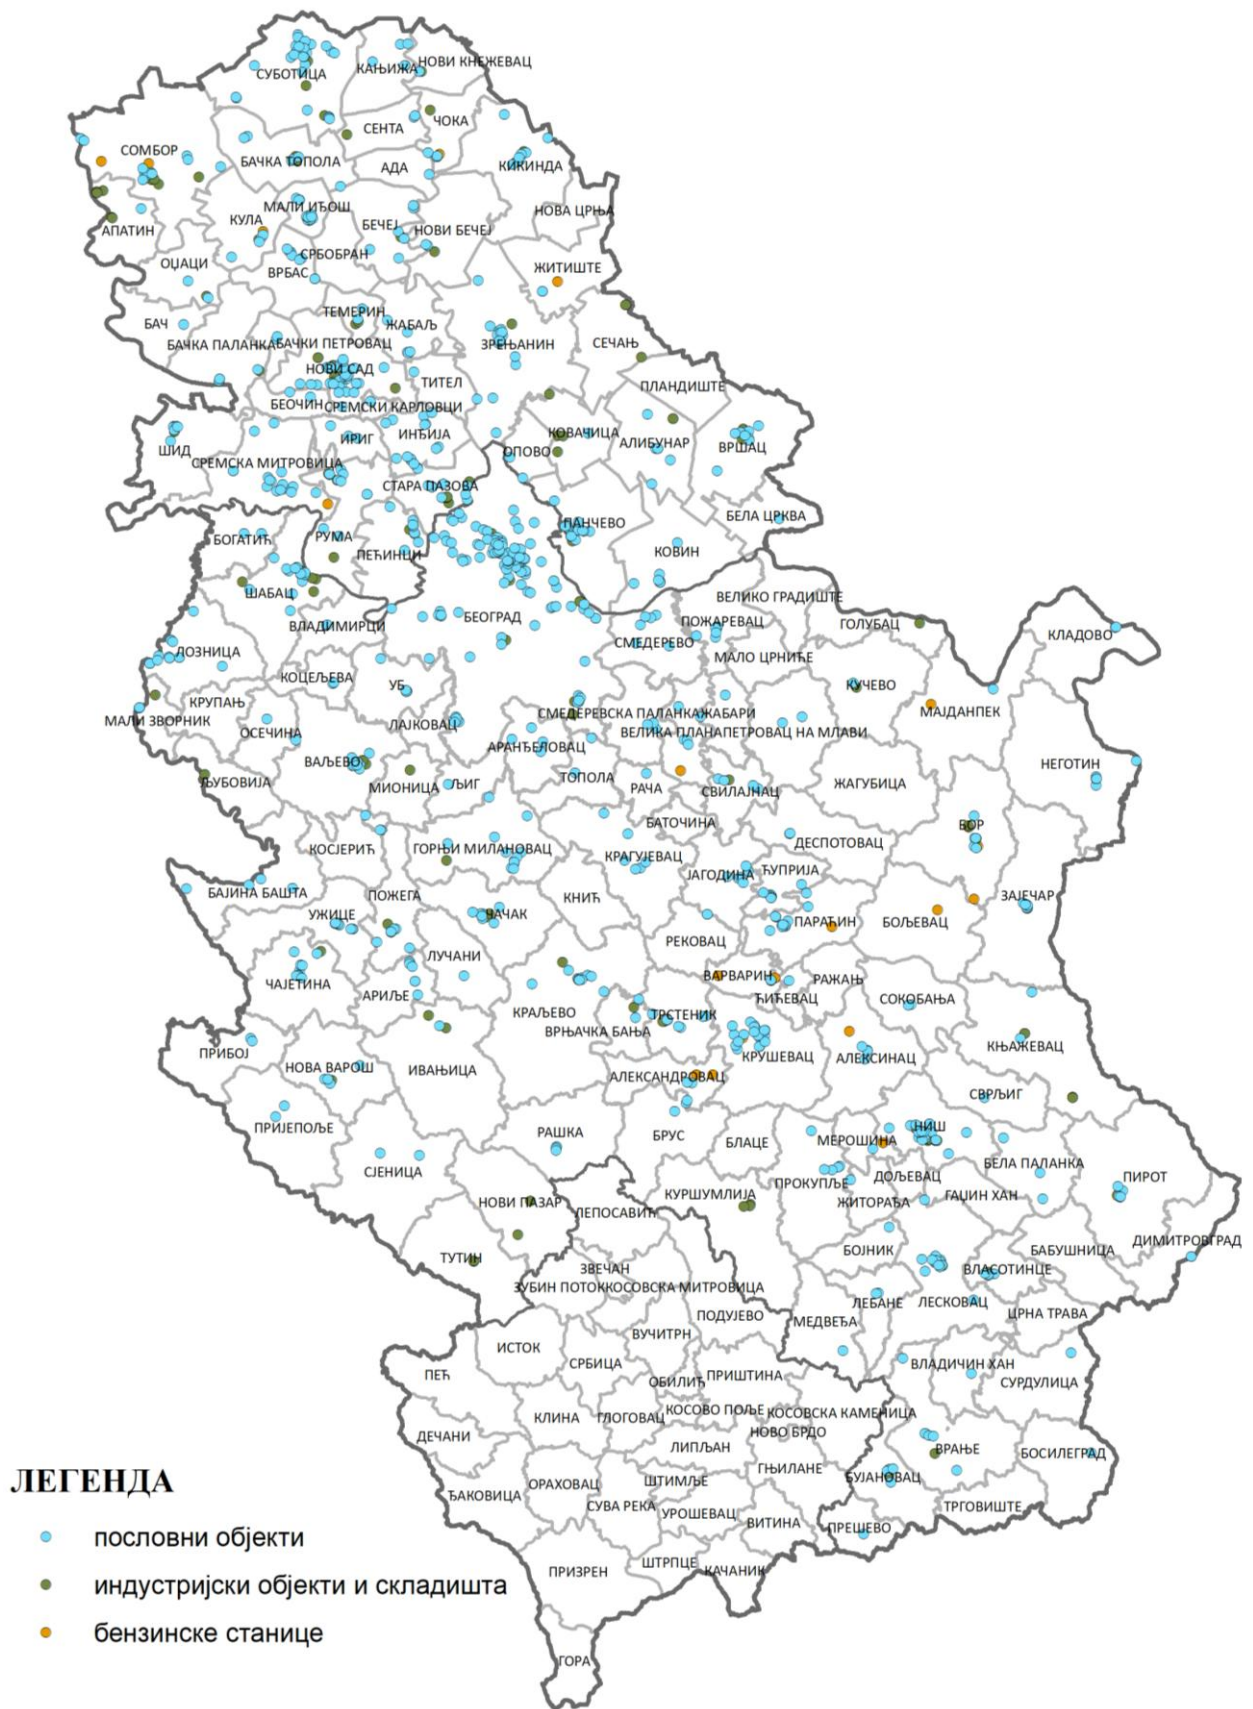 СУБОТИЦА
КАЊИЖА
НОВИ КНЕЖЕВАЦ
СЕНТА
ЧОКА
СОМБОР
БАЧКА ТОПОЛА
АДА
КИКИНДА
АПАТИН
КУЛА
МАЛИ ИЂОШ
БЕЧЕЈ
НОВИ БЕЧЕЈ
НОВА ЦРЊА
ОЏАЦИ
ВРБАС
СРБОБРАН
ЖИТИШТЕ
БАЧ
БАЧКА ПАЛАНКА
БАЧКИ ПЕТРОВАЦ
ТЕМЕРИН
ЖАБАЉ
ЗРЕЊАНИН
СЕЧАЊ
НОВИ САД
ТИТЕЛ
ПЛАНДИШТЕ
БЕОЧИН
СРЕМСКИ КАРЛОВЦИ
ШИД
ИРИГ
ИНЂИЈА
КОВАЧИЦА
АЛИБУНАР
ВРШАЦ
СРЕМСКА МИТРОВИЦА
ОПОВО
СТАРА ПАЗОВА
БЕЛА ЦРКВА
БОГАТИЋ
РУМА
ПЕЋИНЦИ
ПАНЧЕВО
КОВИН
ШАБАЦ
ВЛАДИМИРЦИ
БЕОГРАД
ВЕЛИКО ГРАДИШТЕ
ПОЖАРЕВАЦ
ГОЛУБАЦ
КЛАДОВО
СМЕДЕРЕВО
МАЛО ЦРНИЋЕ
ЛОЗНИЦА
КОЦЕЉЕВА
УБ
КУЧЕВО
КРУПАЊ
МАЛИ ЗВОРНИК
ОСЕЧИНА
ЛАЈКОВАЦ
СМЕДЕРЕВСКА ПАЛАНКА
ЖАБАРИ
МАЈДАНПЕК
ВЕЛИКА ПЛАНА
ПЕТРОВАЦ НА МЛАВИ
АРАНЂЕЛОВАЦ
ВАЉЕВО
НЕГОТИН
ЉУБОВИЈА
МИОНИЦА
ЉИГ
ТОПОЛА
РАЧА
СВИЛАЈНАЦ
ЖАГУБИЦА
БАТОЧИНА
БОР
КОСЈЕРИЋ
ГОРЊИ МИЛАНОВАЦ
КРАГУЈЕВАЦ
ДЕСПОТОВАЦ
ЈАГОДИНА
ЋУПРИЈА
БАЈИНА БАШТА
ПОЖЕГА
КНИЋ
ЗАЈЕЧАР
УЖИЦЕ
ЧАЧАК
ПАРАЋИН
БОЉЕВАЦ
РЕКОВАЦ
ЛУЧАНИ
ЧАЈЕТИНА
АРИЉЕ
ВАРВАРИН
РАЖАЊ
ЋИЋЕВАЦ
СОКОБАЊА
КРАЉЕВО
ТРСТЕНИК
ВРЊАЧКА БАЊА
КЊАЖЕВАЦ
ПРИБОЈ
НОВА ВАРОШ
ИВАЊИЦА
КРУШЕВАЦ
АЛЕКСИНАЦ
АЛЕКСАНДРОВАЦ
СВРЉИГ
ПРИЈЕПОЉЕ
РАШКА
БРУС
БЛАЦЕ
МЕРОШИНА
НИШ
СЈЕНИЦА
БЕЛА ПАЛАНКА
ПИРОТ
ДОЉЕВАЦ
ПРОКУПЉЕ
КУРШУМЛИЈА
НОВИ ПАЗАР
ЖИТОРАЂА
ГАЏИН ХАН
ЛЕПОСАВИЋ
ДИМИТРОВГРАД
БОЈНИК
БАБУШНИЦА
ТУТИН
ЗВЕЧАН
ВЛАСОТИНЦЕ
ЗУБИН ПОТОК
КОСОВСКА МИТРОВИЦА
ЛЕБАНЕ
ЛЕСКОВАЦ
ЦРНА ТРАВА
ПОДУЈЕВО
МЕДВЕЂА
ВУЧИТРН
ИСТОК
СРБИЦА
ВЛАДИЧИН ХАН
ПЕЋ
ОБИЛИЋ
ПРИШТИНА
СУРДУЛИЦА
КЛИНА
ГЛОГОВАЦ
КОСОВО ПОЉЕ
КОСОВСКА КАМЕНИЦА
ДЕЧАНИ
НОВО БРДО
ЛИПЉАН
ВРАЊЕ
БОСИЛЕГРАД
ГЊИЛАНЕ
БУЈАНОВАЦ
ЂАКОВИЦА
ОРАХОВАЦ
ШТИМЉЕ
СУВА РЕКА
УРОШЕВАЦ
ВИТИНА
ТРГОВИШТЕ
ПРЕШЕВО
ПРИЗРЕН
ШТРПЦЕ
КАЧАНИК
ГОРА
ЛЕГЕНДА
пословни објекти
индустријски објекти и складишта
бензинске станице